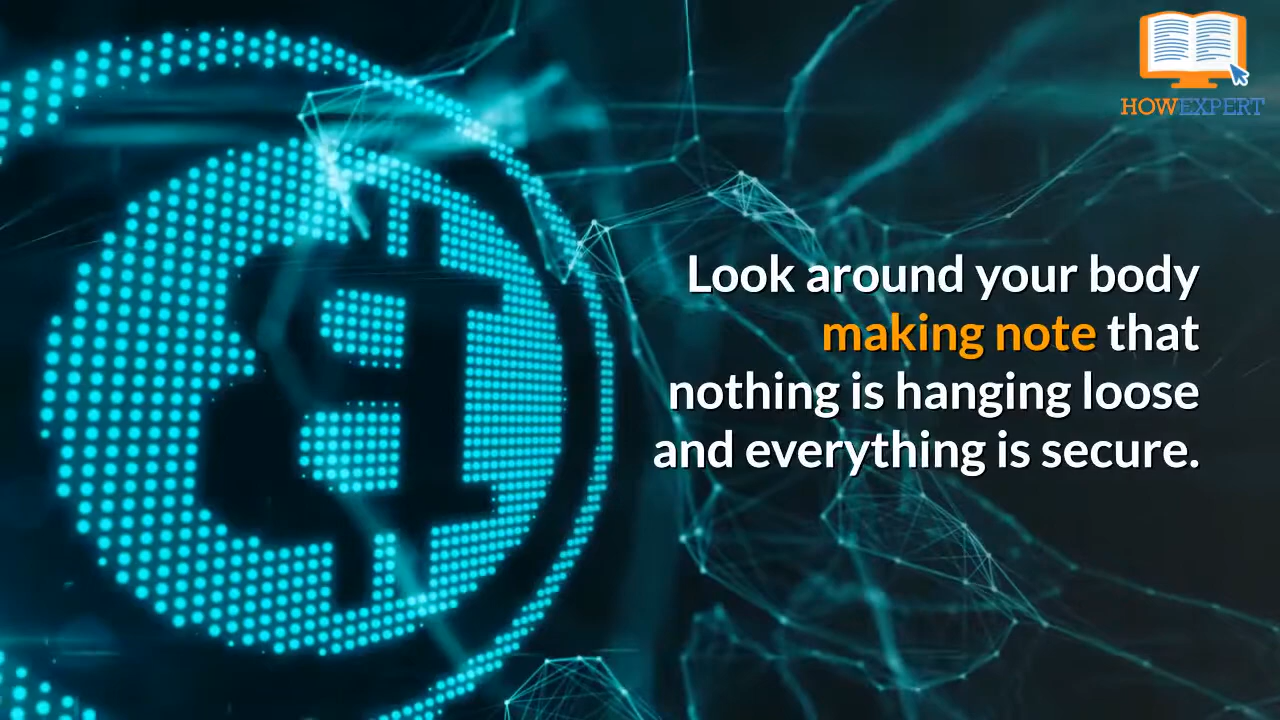 HOWEXPERT
Look around your body
making note that
nothing is hanging loose
and everything is secure.